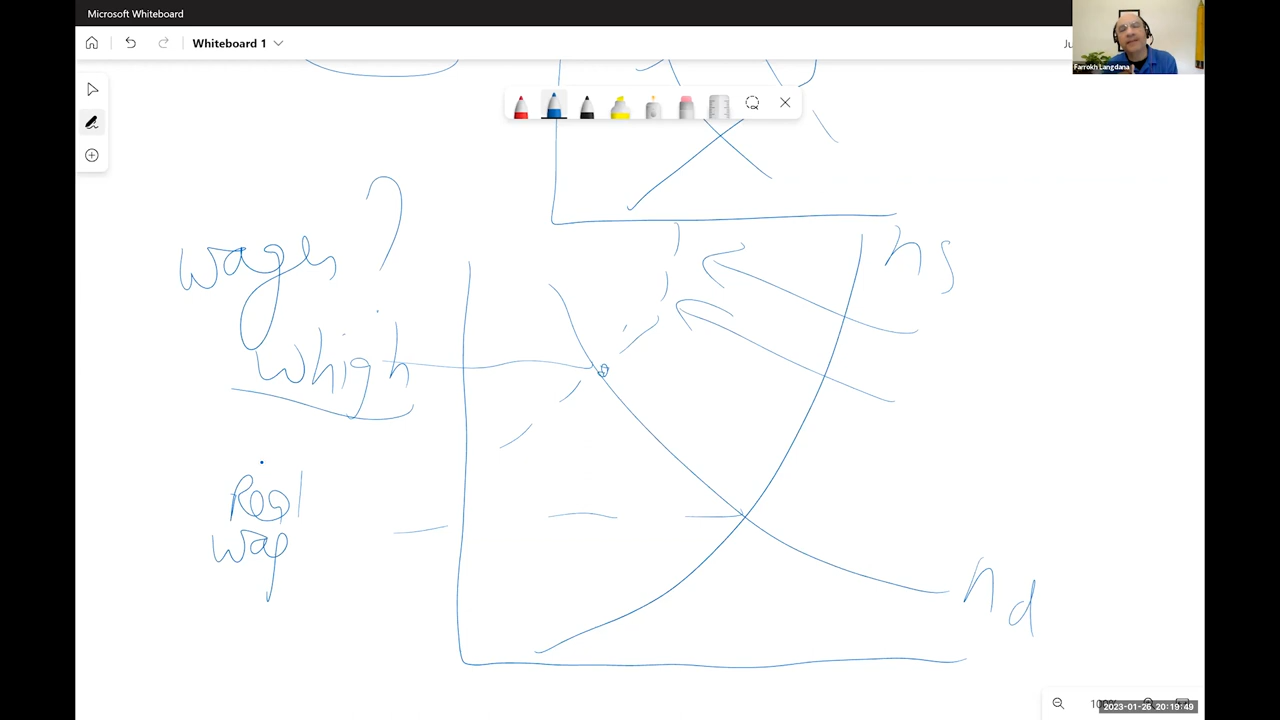 Microsoft Whiteboard
Whiteboard 1
Farrokh Langdana
wages ?
ns
whigh
Real
wage
nd
2023-01-26 20:19:49